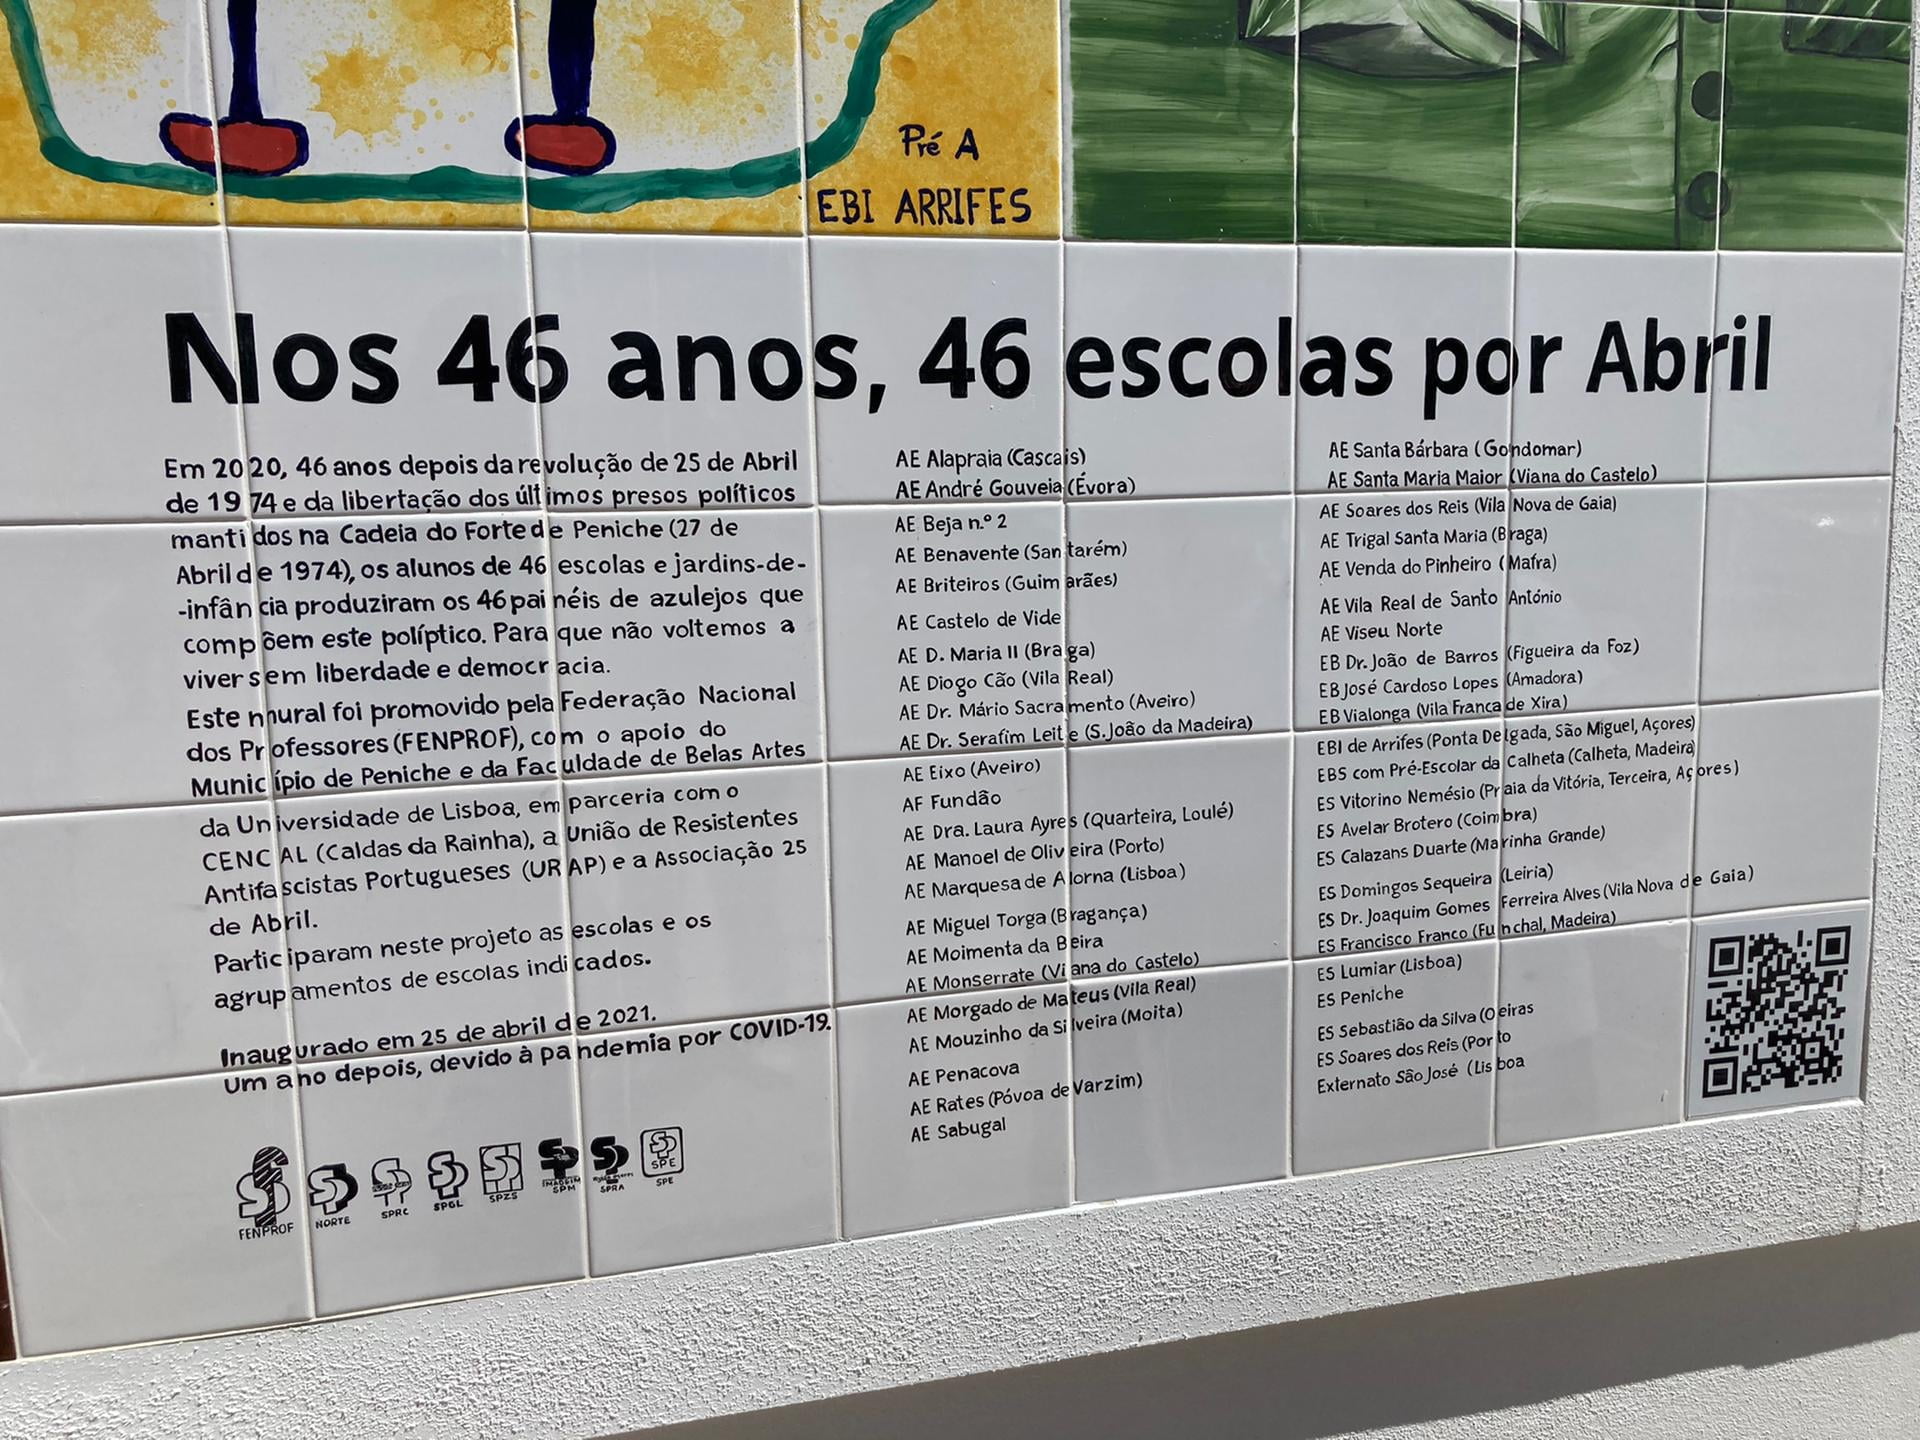 Pré A
EBI ARRIFES
Nos 46 anos, 46 escolas por Abril
Em 2020, 46 anos depois da revolução de 25 de Abril
de 1974 e da libertação dos últimos presos políticos
mantidos na Cadeia do Forte de Peniche (27 de
Abril de 1974), os alunos de 46 escolas e jardins-de-
-infância produziram os 46 painéis de azulejos que
compõem este políptico. Para que não voltemos a
viver sem liberdade e democracia.
Este mural foi promovido pela Federação Nacional
dos Professores (FENPROF), com o apoio do
Município de Peniche e da Faculdade de Belas Artes
da Universidade de Lisboa, em parceria com o
CENCAL (Caldas da Rainha), a União de Resistentes
Antifascistas Portugueses (URAP) e a Associação 25
de Abril.
Participaram neste projeto as escolas e os
agrupamentos de escolas indicados.
Inaugurado em 25 de abril de 2021.
Um ano depois, devido à pandemia por COVID-19.
FENPROF
NORTE
SPRC
SPGL
SPZS
SPM
SPRA
SPE
SPE
AE Alapraia (Cascais)
AE André Gouveia (Évora)
AE Beja n.º 2
AE Benavente (Santarém)
AE Briteiros (Guimarães)
AE Castelo de Vide
AE D. Maria II (Braga)
AE Diogo Cão (Vila Real)
AE Dr. Mário Sacramento (Aveiro)
AE Dr. Serafim Leite (S. João da Madeira)
AE Eixo (Aveiro)
AF Fundão
AE Dra. Laura Ayres (Quarteira, Loulé)
AE Manoel de Oliveira (Porto)
AE Marquesa de Alorna (Lisboa)
AE Miguel Torga (Bragança)
AE Moimenta da Beira
AE Monserrate (Viana do Castelo)
AE Morgado de Mateus (Vila Real)
AE Mouzinho da Silveira (Moita)
AE Penacova
AE Rates (Póvoa de Varzim)
AE Sabugal
AE Santa Bárbara (Gondomar)
AE Santa Maria Maior (Viana do Castelo)
AE Soares dos Reis (Vila Nova de Gaia)
AE Trigal Santa Maria (Braga)
AE Venda do Pinheiro (Mafra)
AE Vila Real de Santo António
AE Viseu Norte
EB Dr. João de Barros (Figueira da Foz)
EB José Cardoso Lopes (Amadora)
EB Vialonga (Vila Franca de Xira)
EBI de Arrifes (Ponta Delgada, São Miguel, Açores)
EBS com Pré-Escolar da Calheta (Calheta, Madeira)
ES Vitorino Nemésio (Praia da Vitória, Terceira, Açores)
ES Avelar Brotero (Coimbra)
ES Calazans Duarte (Marinha Grande)
ES Domingos Sequeira (Leiria)
ES Dr. Joaquim Gomes Ferreira Alves (Vila Nova de Gaia)
ES Francisco Franco (Funchal, Madeira)
ES Lumiar (Lisboa)
ES Peniche
ES Sebastião da Silva (Oeiras
ES Soares dos Reis (Porto
Externato São José (Lisboa